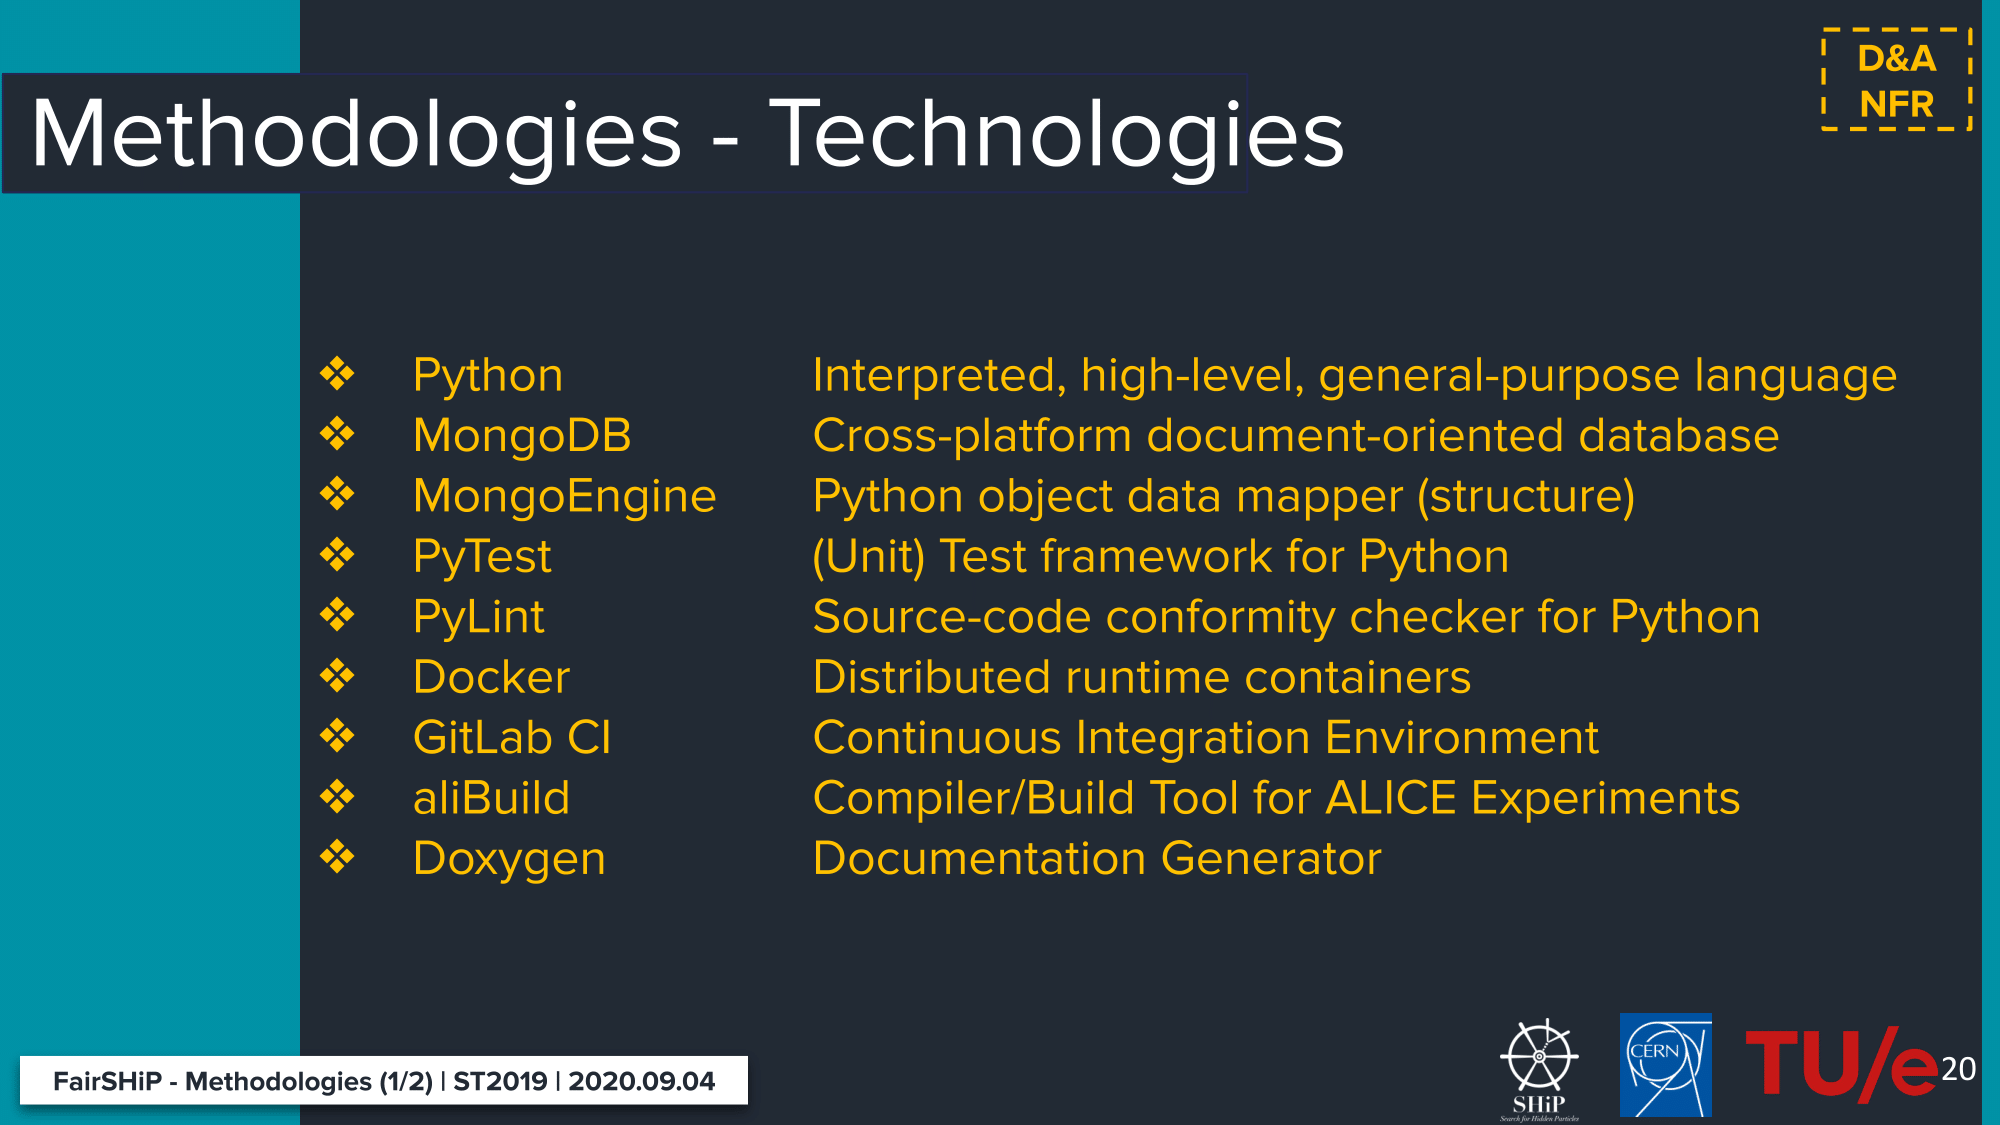 D&A
NFR
Methodologies - Technologies
❖ Python Interpreted, high-level, general-purpose language
❖ MongoDB Cross-platform document-oriented database
❖ MongoEngine Python object data mapper (structure)
❖ PyTest (Unit) Test framework for Python
❖ PyLint Source-code conformity checker for Python
❖ Docker Distributed runtime containers
❖ GitLab CI Continuous Integration Environment
❖ aliBuild Compiler/Build Tool for ALICE Experiments
❖ Doxygen Documentation Generator
FairSHiP - Methodologies (1/2) | ST2019 | 2020.09.04
SHiP
Search for Hidden Particles
CERN
TU/e
20